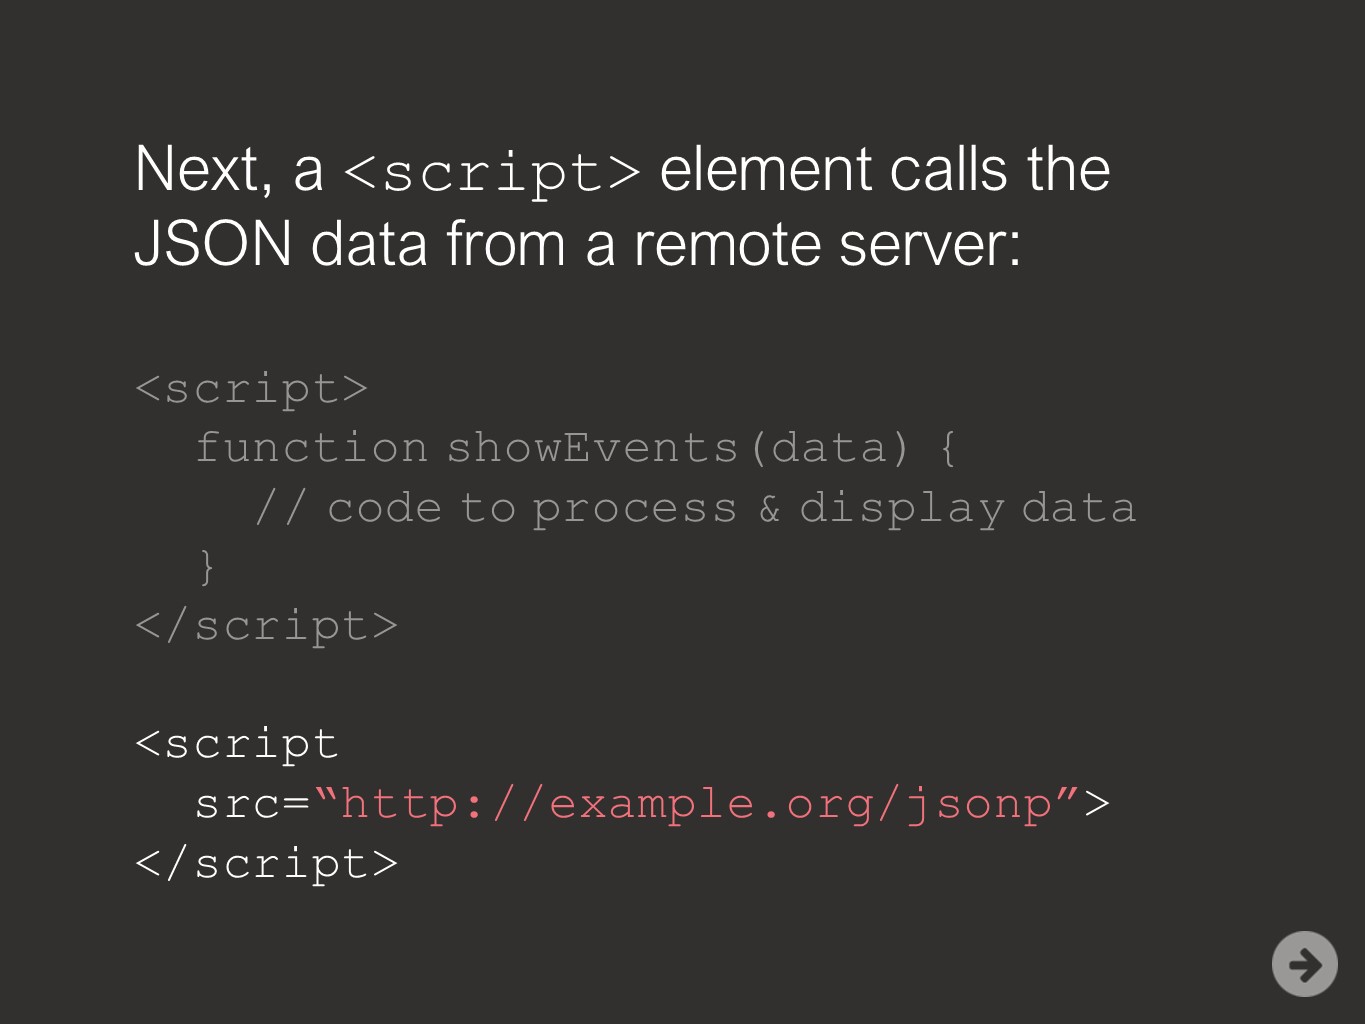 Next, a <script> element calls the
JSON data from a remote server:
<script>
function showEvents(data) {
// code to process & display data
}
</script>
<script
src=“http://example.org/jsonp”>
</script>